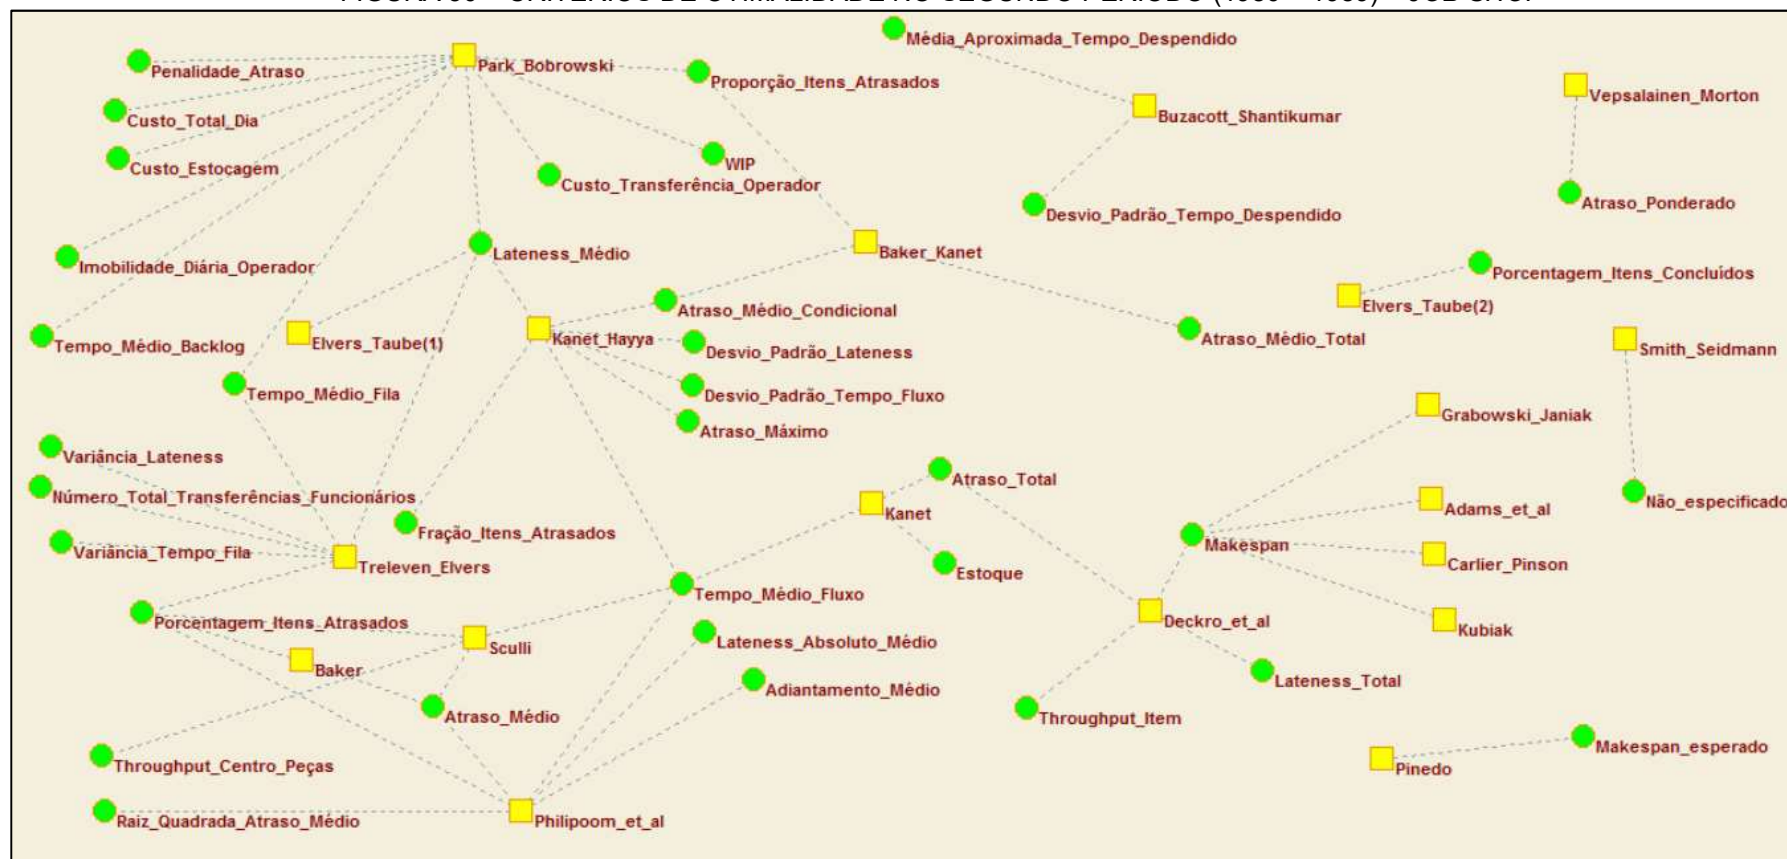 Média_Aproximada_Tempo_Despendido
Penalidade_Atraso
Park_Bobrowski
Proporção_Itens_Atrasados
Vepsalainen_Morton
Custo_Total_Dia
Buzacott_Shantikumar
Custo_Estocagem
WIP
Custo_Transferência_Operador
Atraso_Ponderado
Desvio_Padrão_Tempo_Despendido
Imobilidade_Diária_Operador
Lateness_Médio
Baker_Kanet
Porcentagem_Itens_Concluídos
Atraso_Médio_Condicional
Elvers_Taube(2)
Tempo_Médio_Backlog
Elvers_Taube(1)
Kanet_Hayya
Atraso_Médio_Total
Desvio_Padrão_Lateness
Smith_Seidmann
Tempo_Médio_Fila
Desvio_Padrão_Tempo_Fluxo
Grabowski_Janiak
Atraso_Máximo
Variância_Lateness
Atraso_Total
Número_Total_Transferências_Funcionários
Não_especificado
Kanet
Adams_et_al
Fração_Itens_Atrasados
Makespan
Variância_Tempo_Fila
Treleven_Elvers
Estoque
Carlier_Pinson
Tempo_Médio_Fluxo
Porcentagem_Itens_Atrasados
Deckro_et_al
Kubiak
Sculli
Lateness_Absoluto_Médio
Baker
Lateness_Total
Adiantamento_Médio
Atraso_Médio
Throughput_Item
Makespan_esperado
Throughput_Centro_Peças
Pinedo
Raiz_Quadrada_Atraso_Médio
Philipoom_et_al